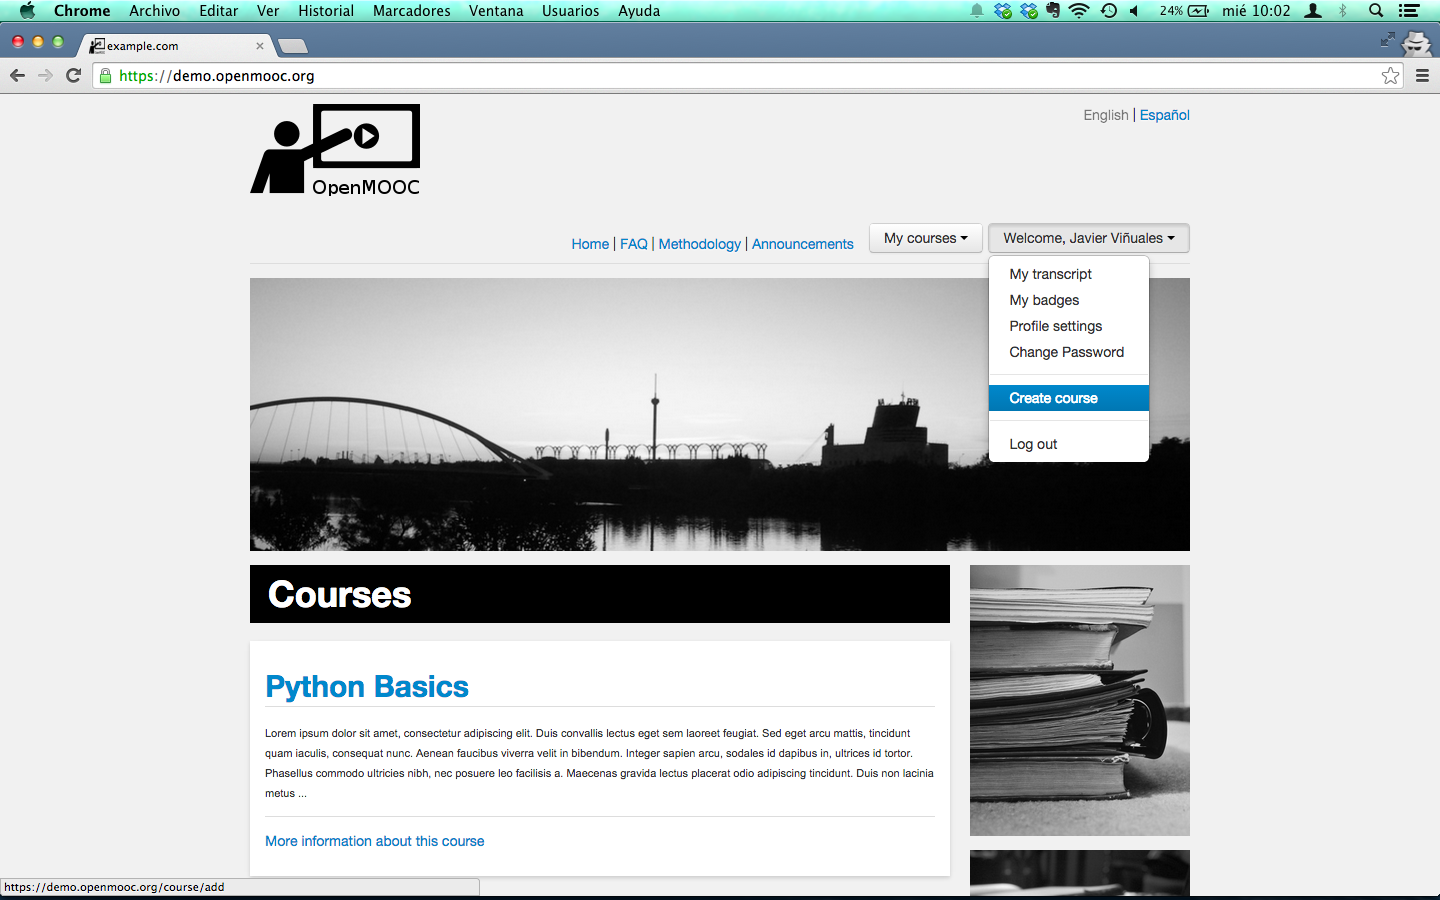 Chrome Archivo Editar Ver Historial Marcadores Ventana Usuarios Ayuda 24% mié 10:02
example.com
https://demo.openmooc.org
OpenMOOC
English | Español
Home | FAQ | Methodology | Announcements My courses Welcome, Javier Viñuales
My transcript
My badges
Profile settings
Change Password
Create course
Log out
Courses
Python Basics
Lorem ipsum dolor sit amet, consectetur adipiscing elit. Duis convallis lectus eget sem laoreet feugiat. Sed eget arcu mattis, tincidunt
quam iaculis, consequat nunc. Aenean faucibus viverra velit in bibendum. Integer sapien arcu, sodales id dapibus in, ultrices id tortor.
Phasellus commodo ultricies nibh, nec posuere leo facilisis a. Maecenas gravida lectus placerat odio adipiscing tincidunt. Duis non lacinia
metus ...
More information about this course
https://demo.openmooc.org/course/add